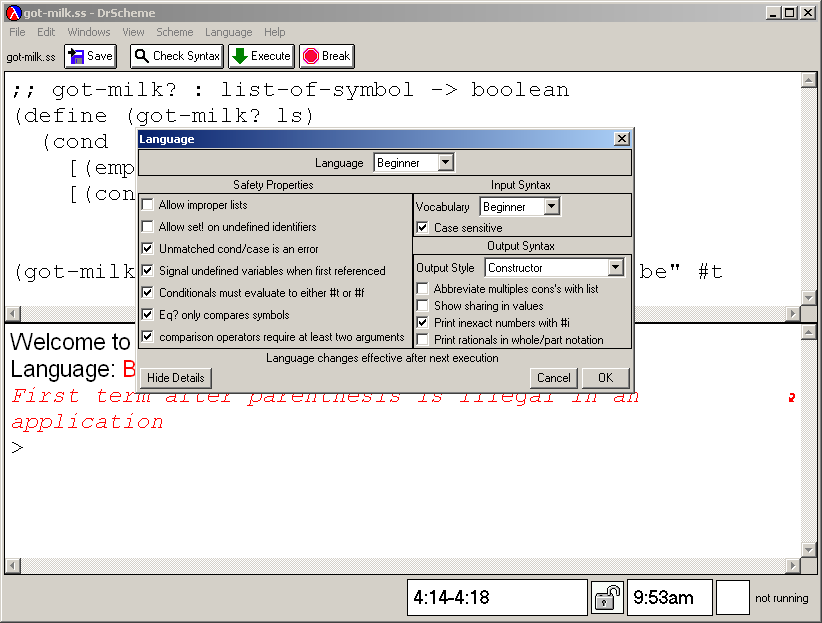 got-milk.ss - DrScheme
File Edit Windows View Scheme Language Help
got-milk.ss Save Check Syntax Execute Break
;; got-milk? : list-of-symbol -> boolean
(define (got-milk? ls)
(cond
[(emp
[(con
(got-milk be" #t
Language
Language Beginner
Safety Properties
Allow improper lists
Allow set! on undefined identifiers
Unmatched cond/case is an error
Signal undefined variables when first referenced
Conditionals must evaluate to either #t or #f
Eq? only compares symbols
comparison operators require at least two arguments
Input Syntax
Vocabulary Beginner
Case sensitive
Output Syntax
Output Style Constructor
Abbreviate multiples cons's with list
Show sharing in values
Print inexact numbers with #i
Print rationals in whole/part notation
Language changes effective after next execution
Hide Details Cancel OK
Welcome to
Language: B
First term after parenthesis is illegal in an
application
>
4:14-4:18 9:53am not running